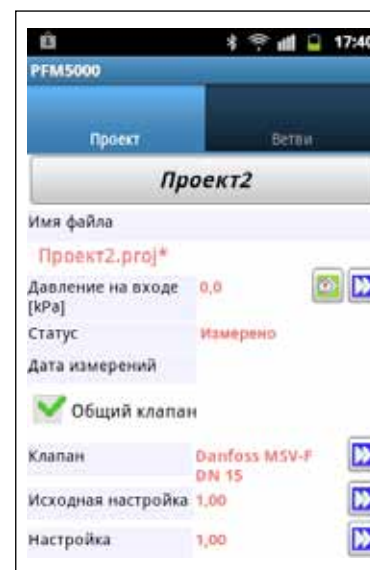 17:40
PFM5000
Проект
Ветви
Проект2
Имя файла
Проект2.proj*
Давление на входе 0,0
[kPa]
Статус Измерено
Дата измерений
Общий клапан
Клапан Danfoss MSV-F
DN 15
Исходная настройка 1,00
Настройка 1,00